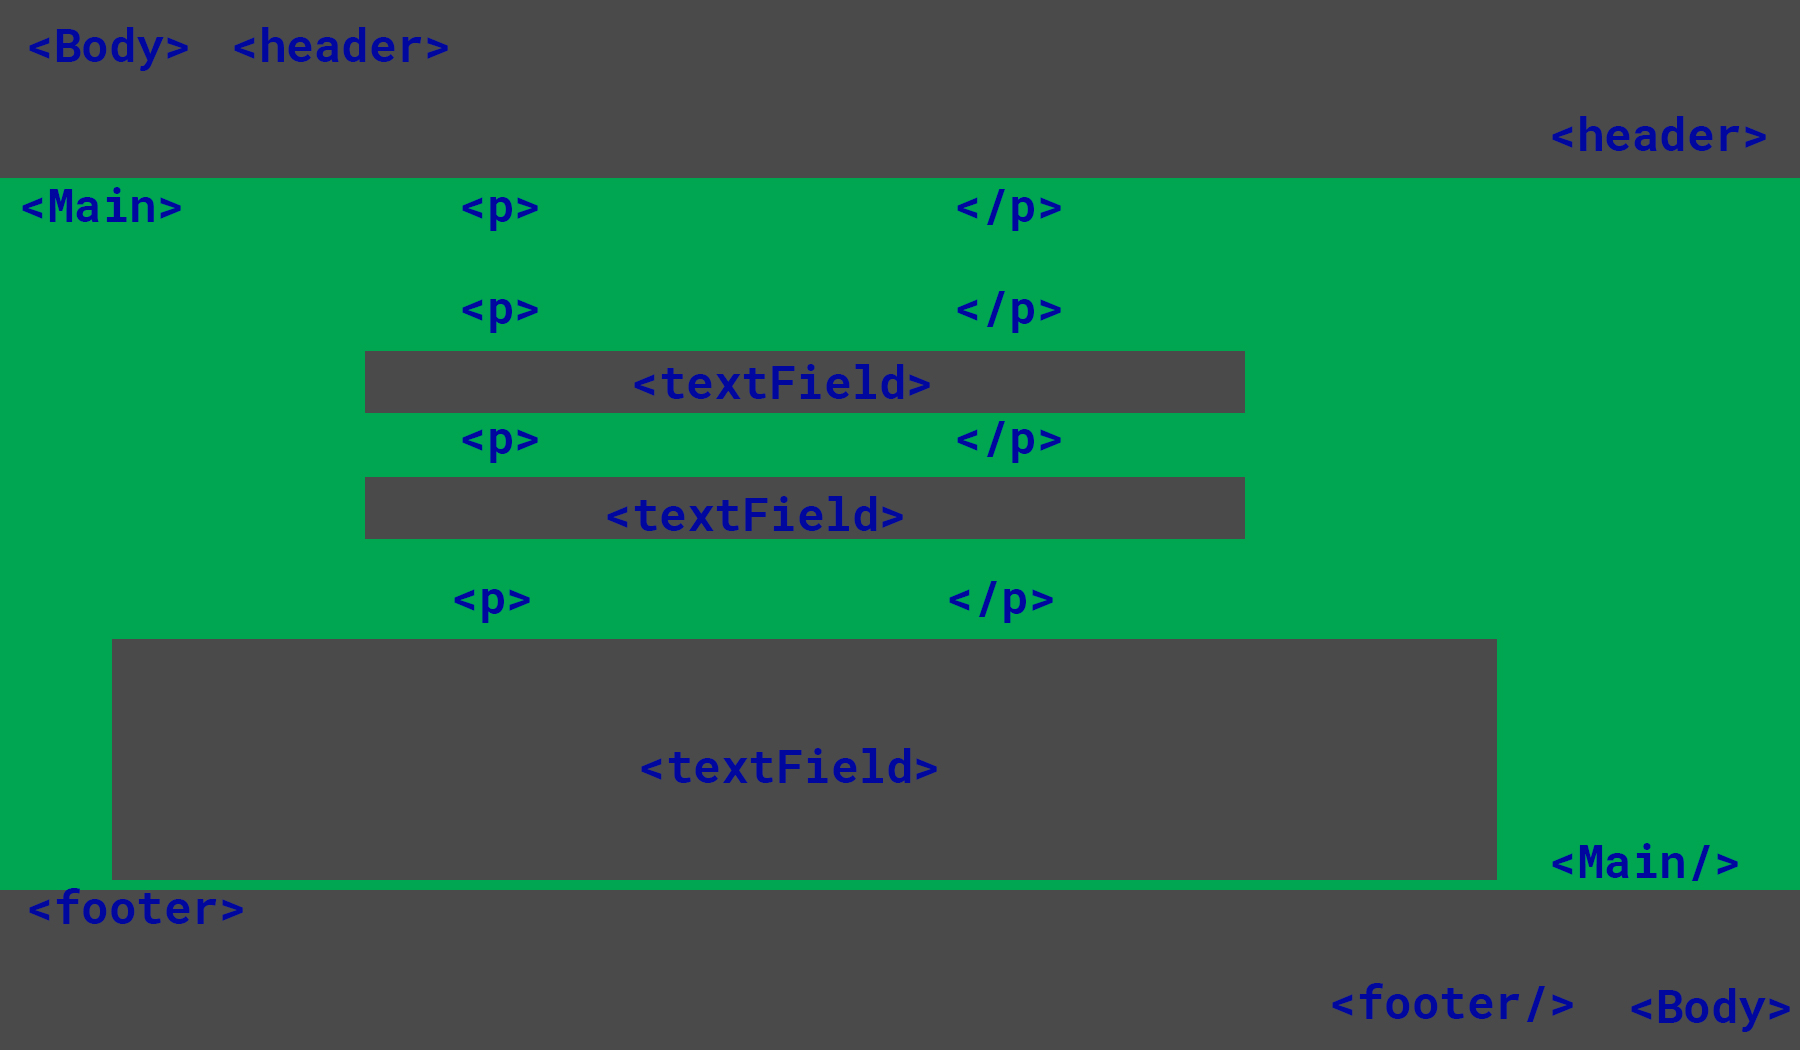 <Body> <header>
<header>
<Main> <p> </p>
<p> </p>
<textField>
<p> </p>
<textField>
<p> </p>
<textField>
<Main/>
<footer>
<footer/> <Body>